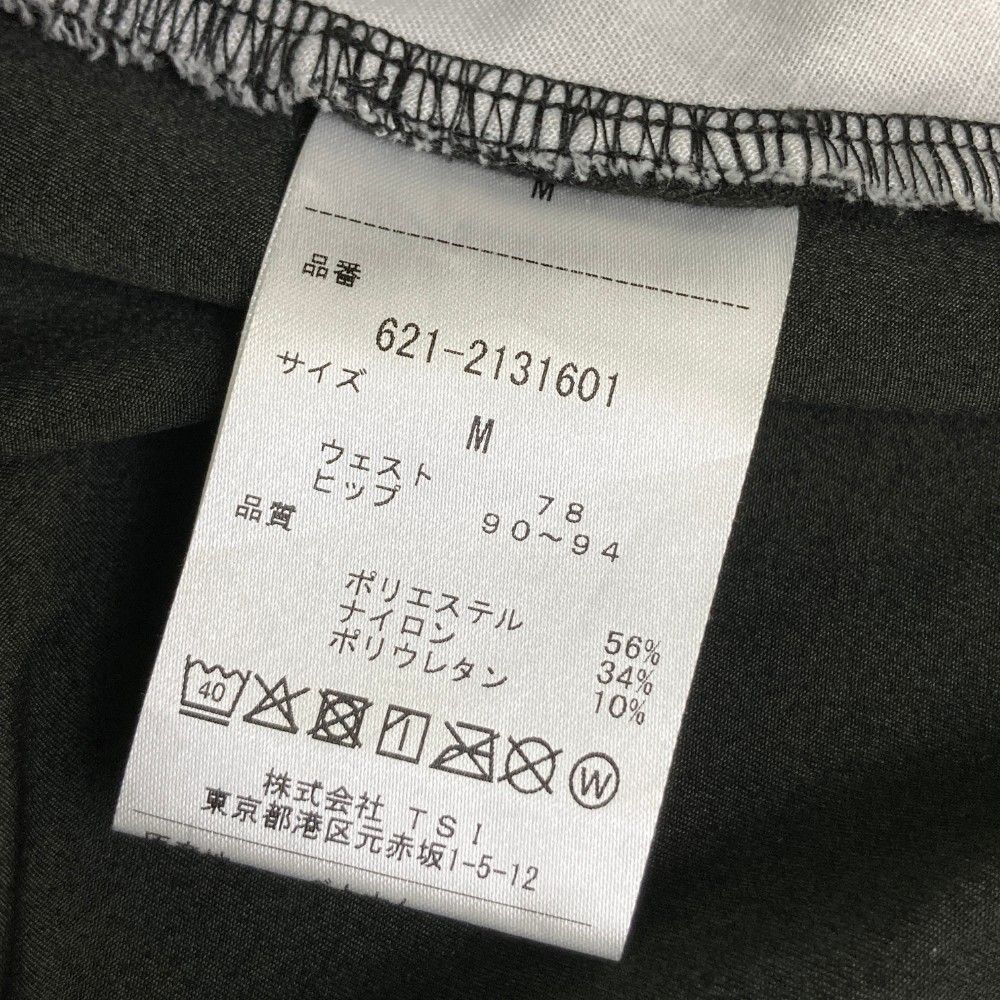 M
品番
621-2131601
サイズ
M
ウェスト 78
ヒップ 90～94
品質
ポリエステル 56%
ナイロン 34%
ポリウレタン 10%
40
W
株式会社 TSI
東京都港区元赤坂1-5-12